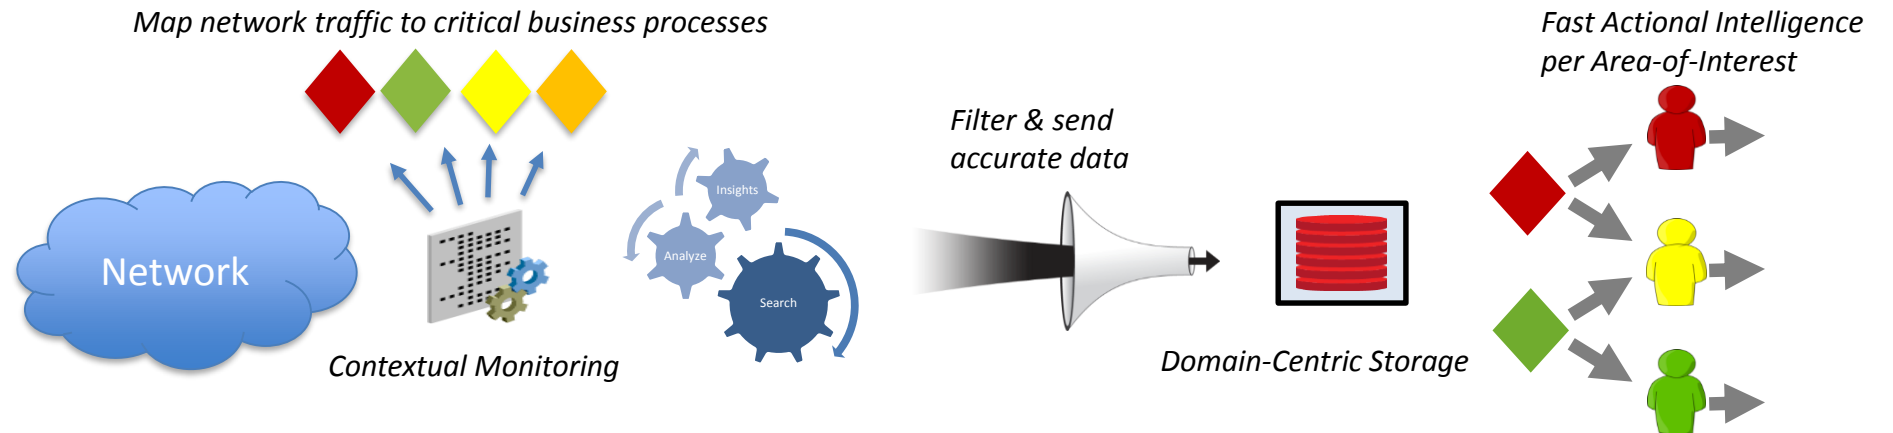 Map network traffic to critical business processes
Network
Contextual Monitoring
Insights
Analyze
Search
Filter & send
accurate data
Domain-Centric Storage
Fast Actional Intelligence
per Area-of-Interest